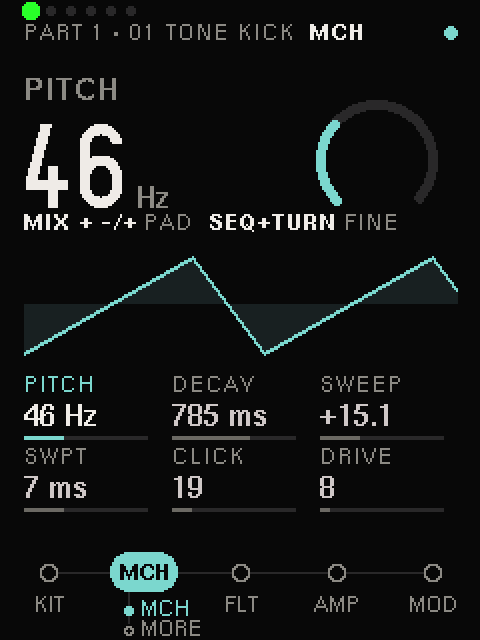 PART 1 · 01 TONE KICK MCH
PITCH
46 Hz
MIX + -/+ PAD SEQ+TURN FINE
PITCH DECAY SWEEP
46 Hz 785 ms +15.1
SWPT CLICK DRIVE
7 ms 19 8
MCH
KIT MCH FLT AMP MOD
MORE